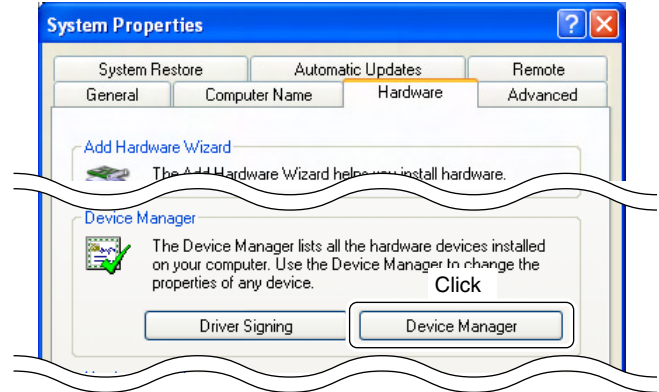 System Properties
System Restore Automatic Updates Remote
General Computer Name Hardware Advanced
Add Hardware Wizard
The Add Hardware Wizard helps you install hardware.
Device Manager
The Device Manager lists all the hardware devices installed
on your computer. Use the Device Manager to change the
properties of any device.
Click
Driver Signing Device Manager